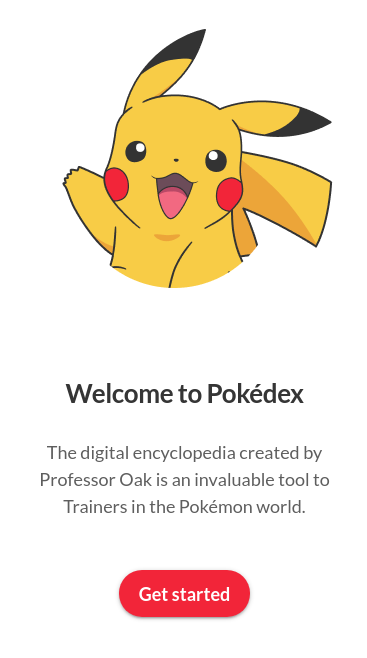 Welcome to Pokédex
The digital encyclopedia created by
Professor Oak is an invaluable tool to
Trainers in the Pokémon world.
Get started